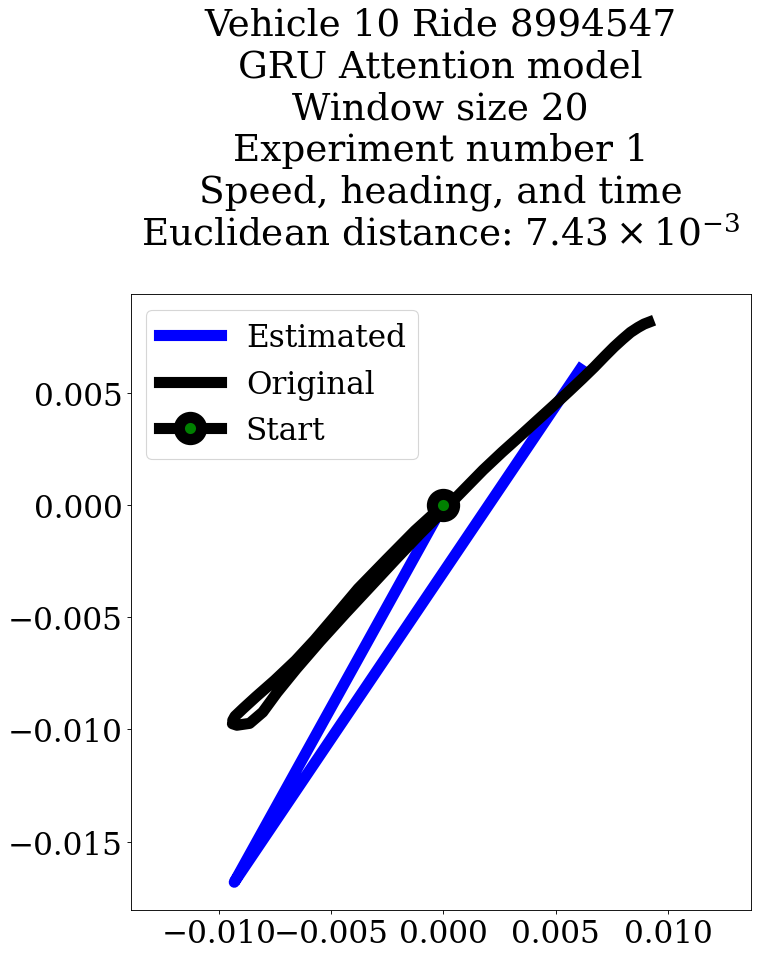 Vehicle 10 Ride 8994547
GRU Attention model
Window size 20
Experiment number 1
Speed, heading, and time
Euclidean distance: 7.43 × 10⁻³
Estimated
Original
Start
0.005
0.000
−0.005
−0.010
−0.015
−0.010 −0.005 0.000 0.005 0.010